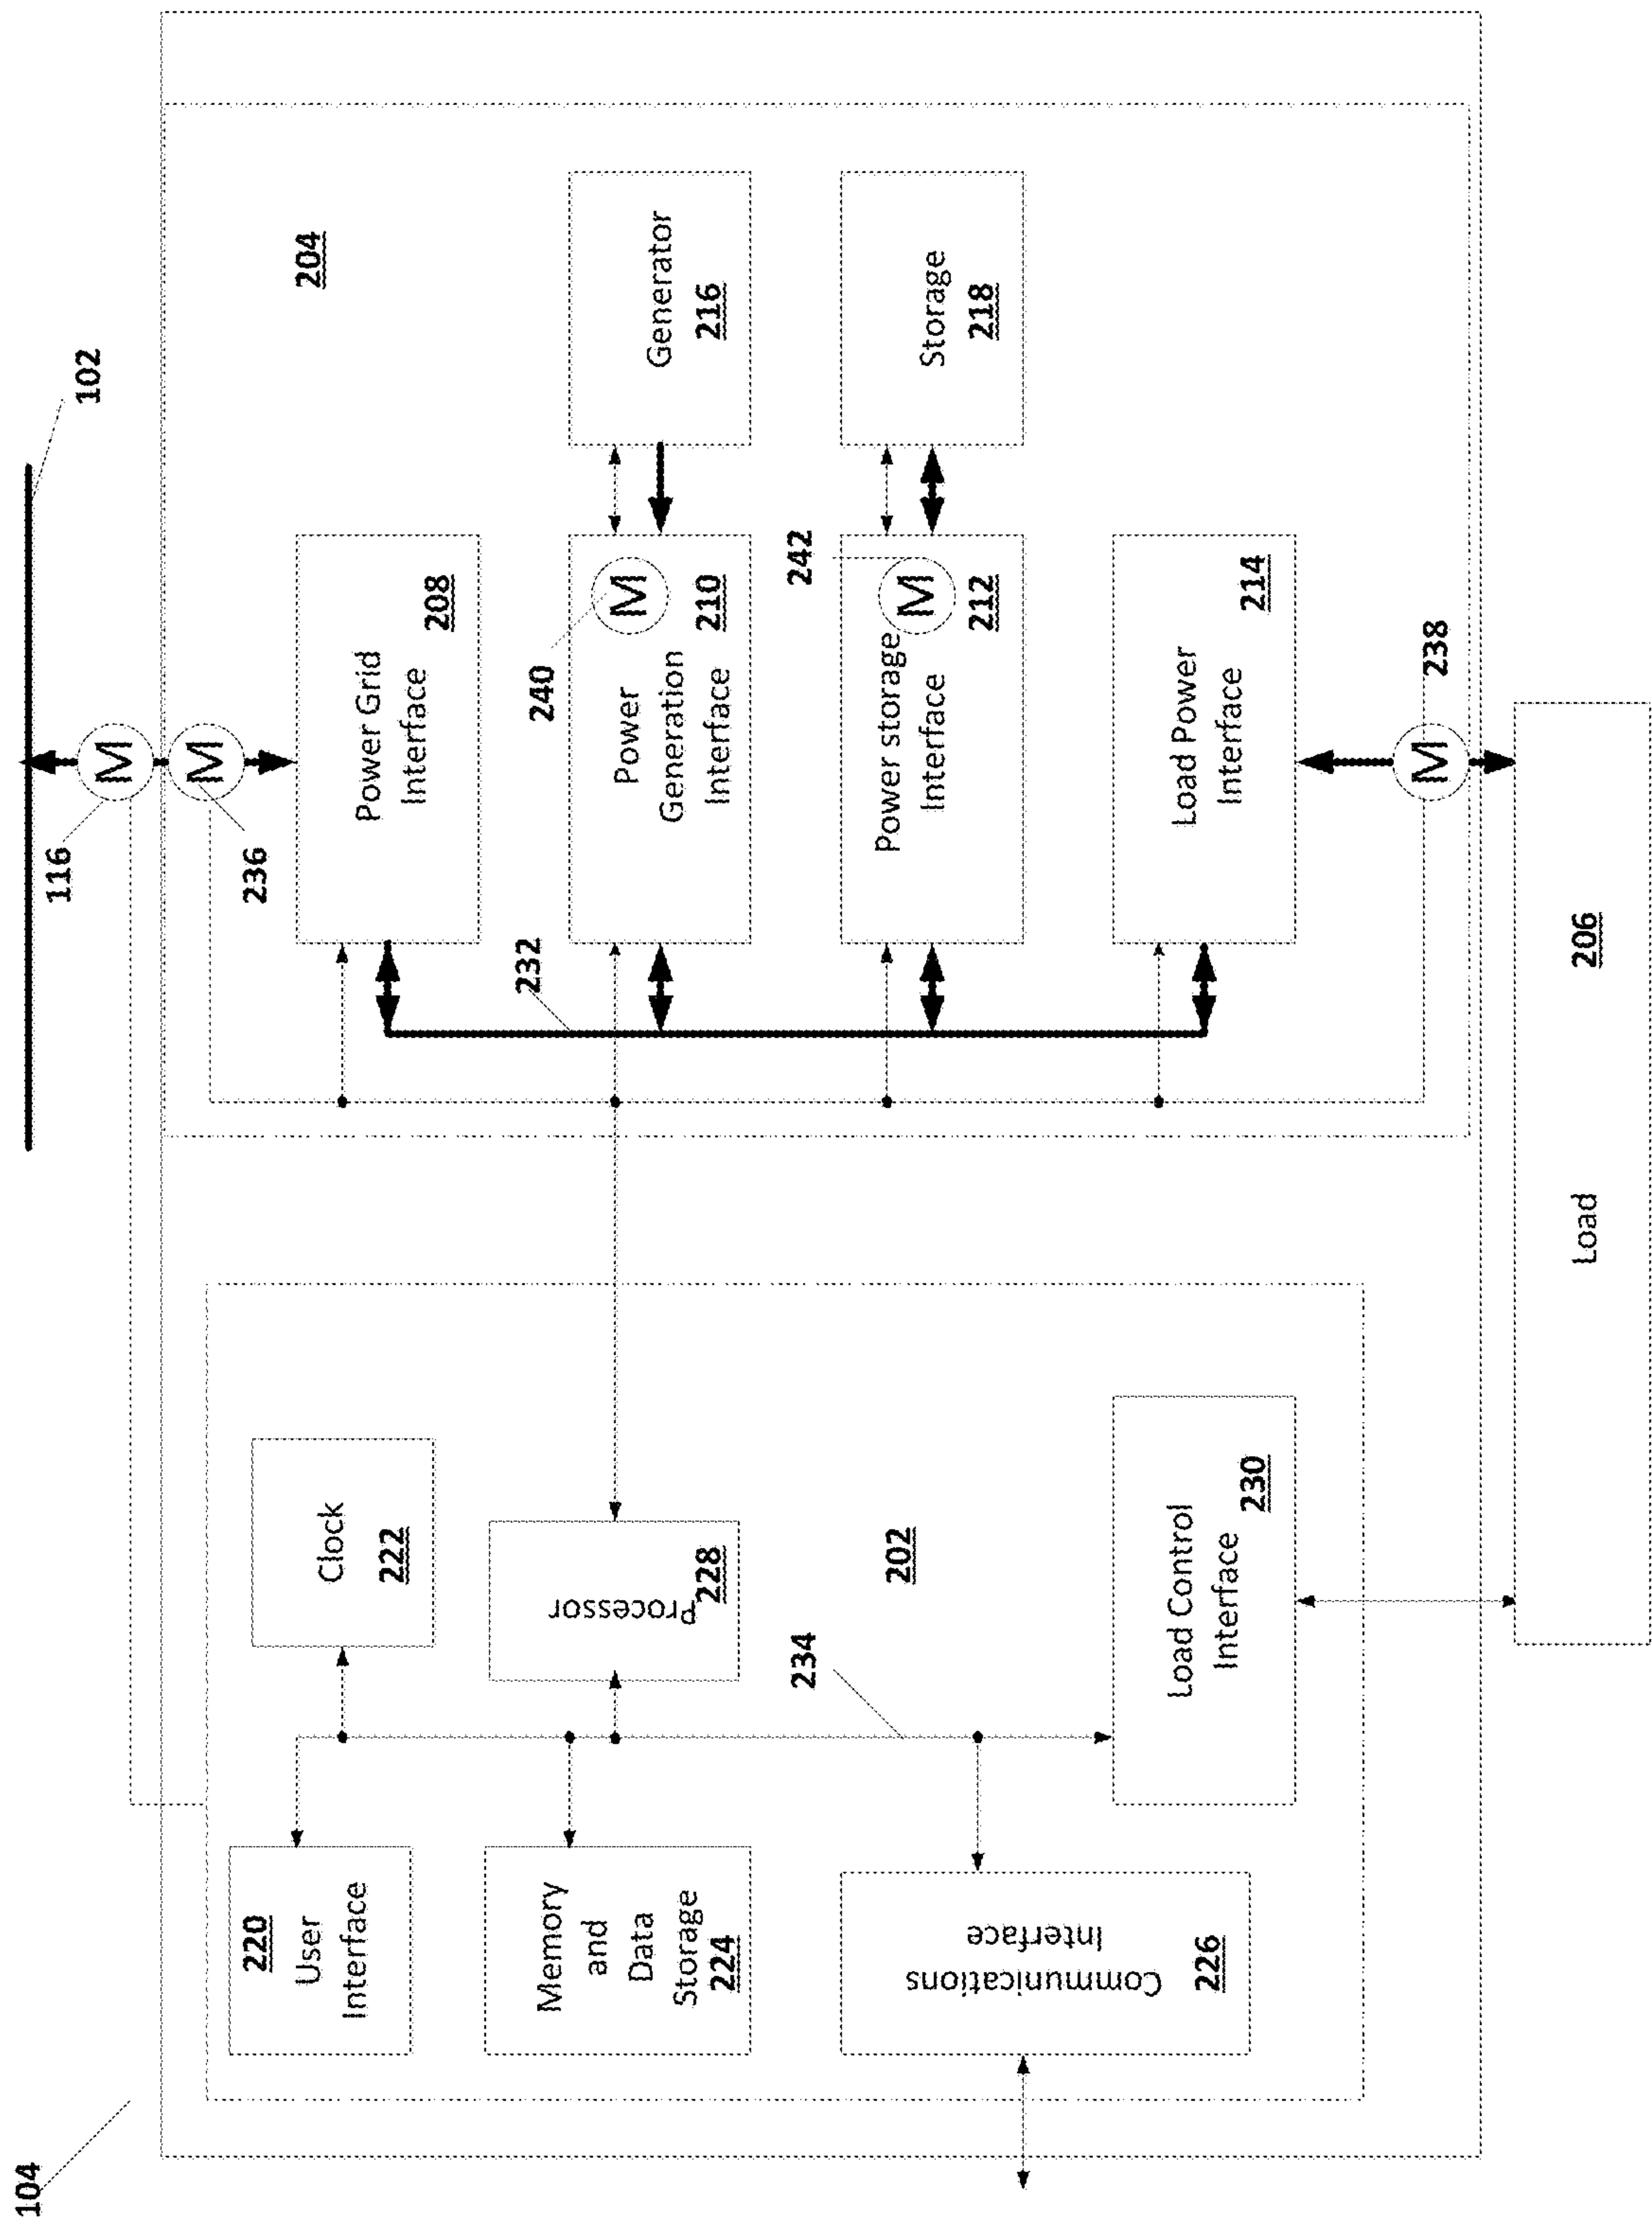 104
116
102
M
M
236
220
User
Interface
Clock
222
Power Grid
Interface
208
204
232
240
Memory
and
Data
Storage
224
Processor
228
Power
Generation
Interface
M
210
Generator
216
234
202
242
Communications
Interface
226
Power storage
Interface
M
212
Storage
218
Load Control
Interface
230
Load Power
Interface
214
M
238
Load
206